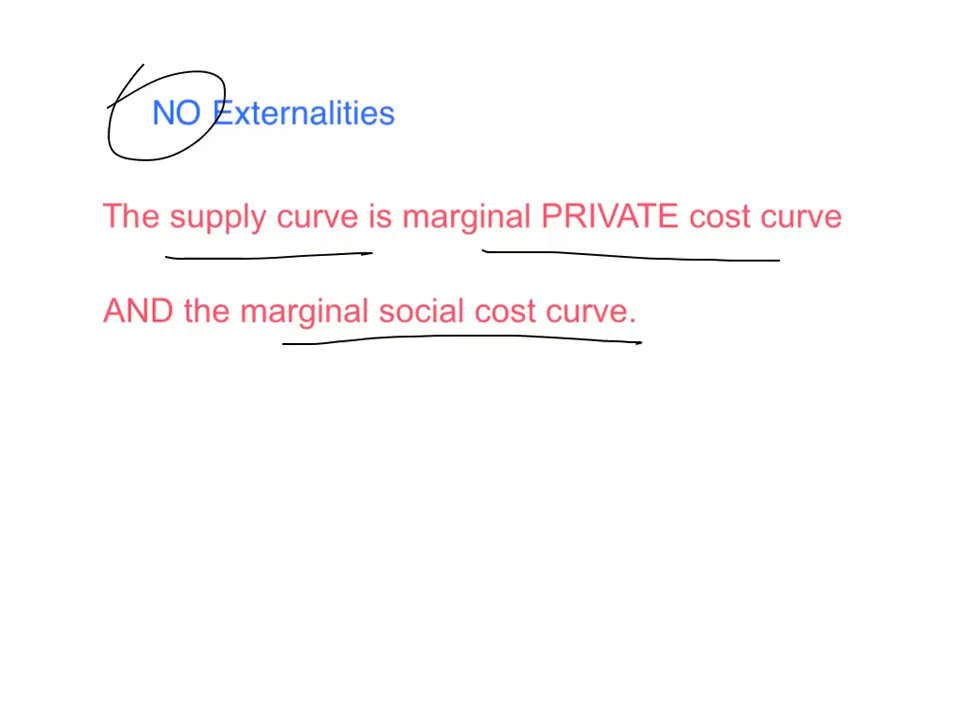 NO Externalities
The supply curve is marginal PRIVATE cost curve
AND the marginal social cost curve.